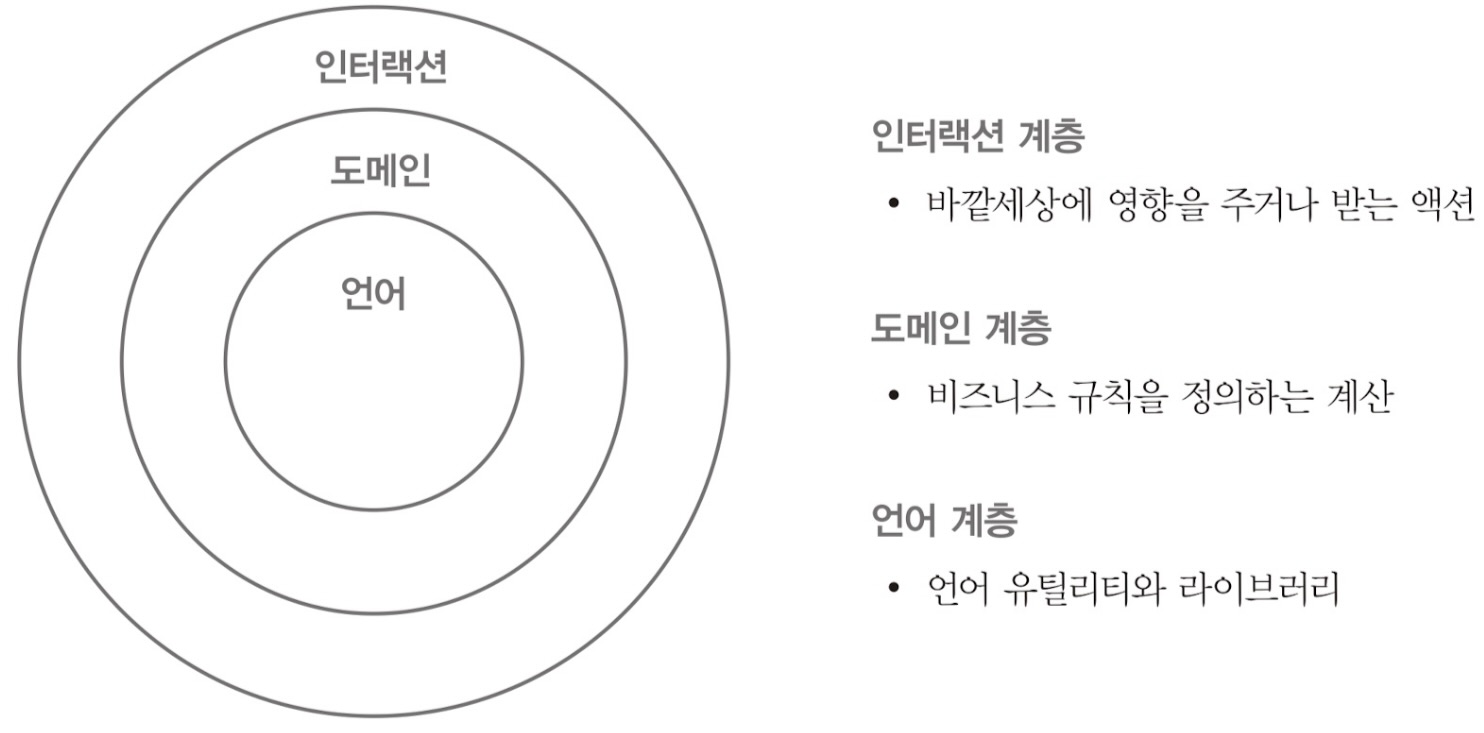 인터랙션
도메인
언어
인터랙션 계층
• 바깥세상에 영향을 주거나 받는 액션
도메인 계층
• 비즈니스 규칙을 정의하는 계산
언어 계층
• 언어 유틸리티와 라이브러리